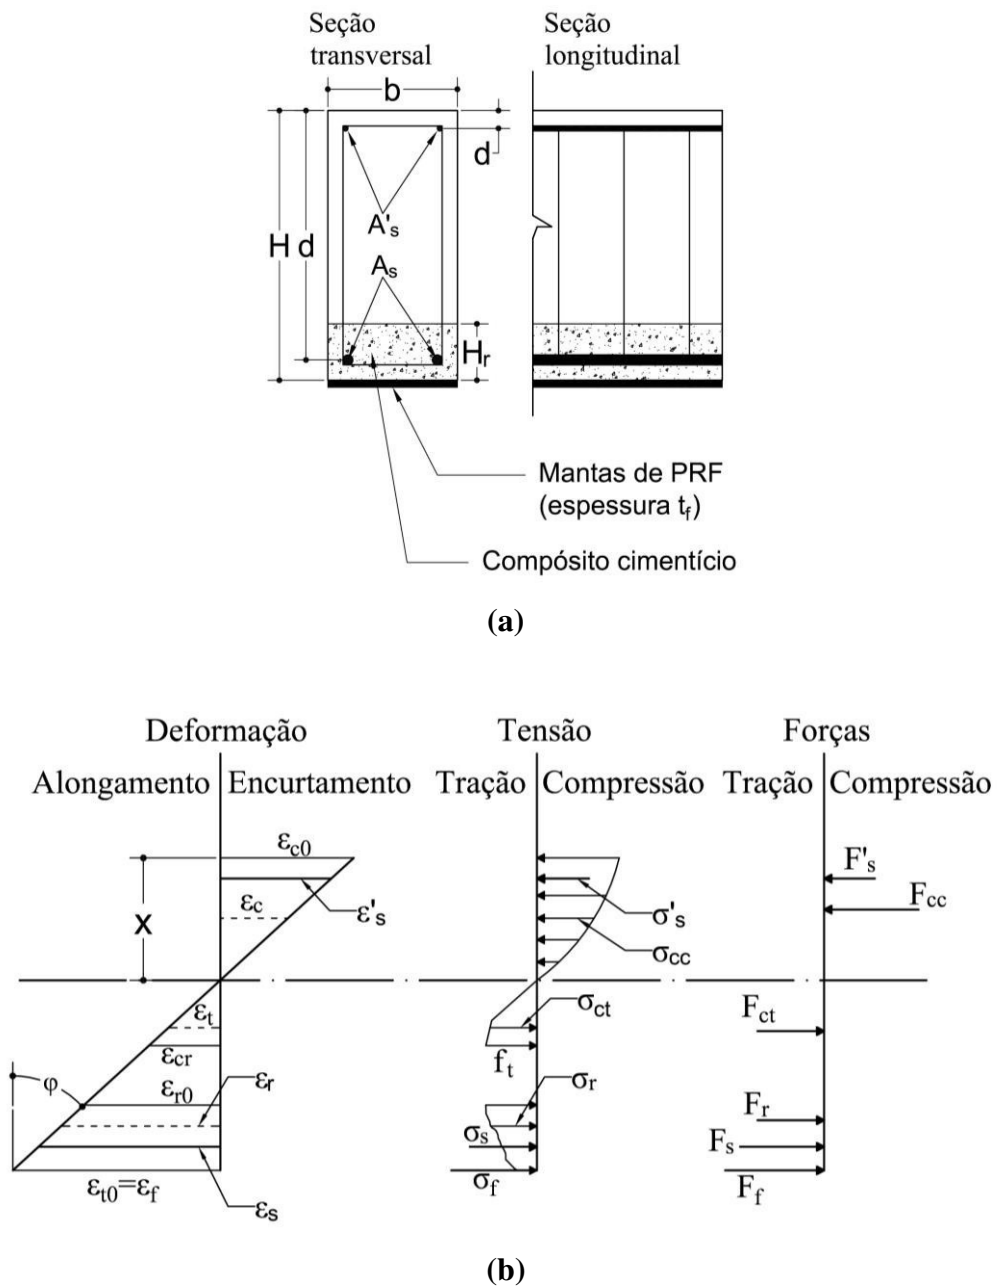 Seção
transversal
Seção
longitudinal
b
d
H
d
A's
As
Hr
Mantas de PRF
(espessura tf)
Compósito cimentício
(a)
Deformação
Tensão
Forças
Alongamento
Encurtamento
Tração
Compressão
Tração
Compressão
εc0
ε's
εc
x
σ's
σcc
F's
Fcc
εt
εcr
σct
ft
Fct
φ
εr0
εr
σr
σs
σf
Fr
Fs
Ff
εt0=εf
εs
(b)